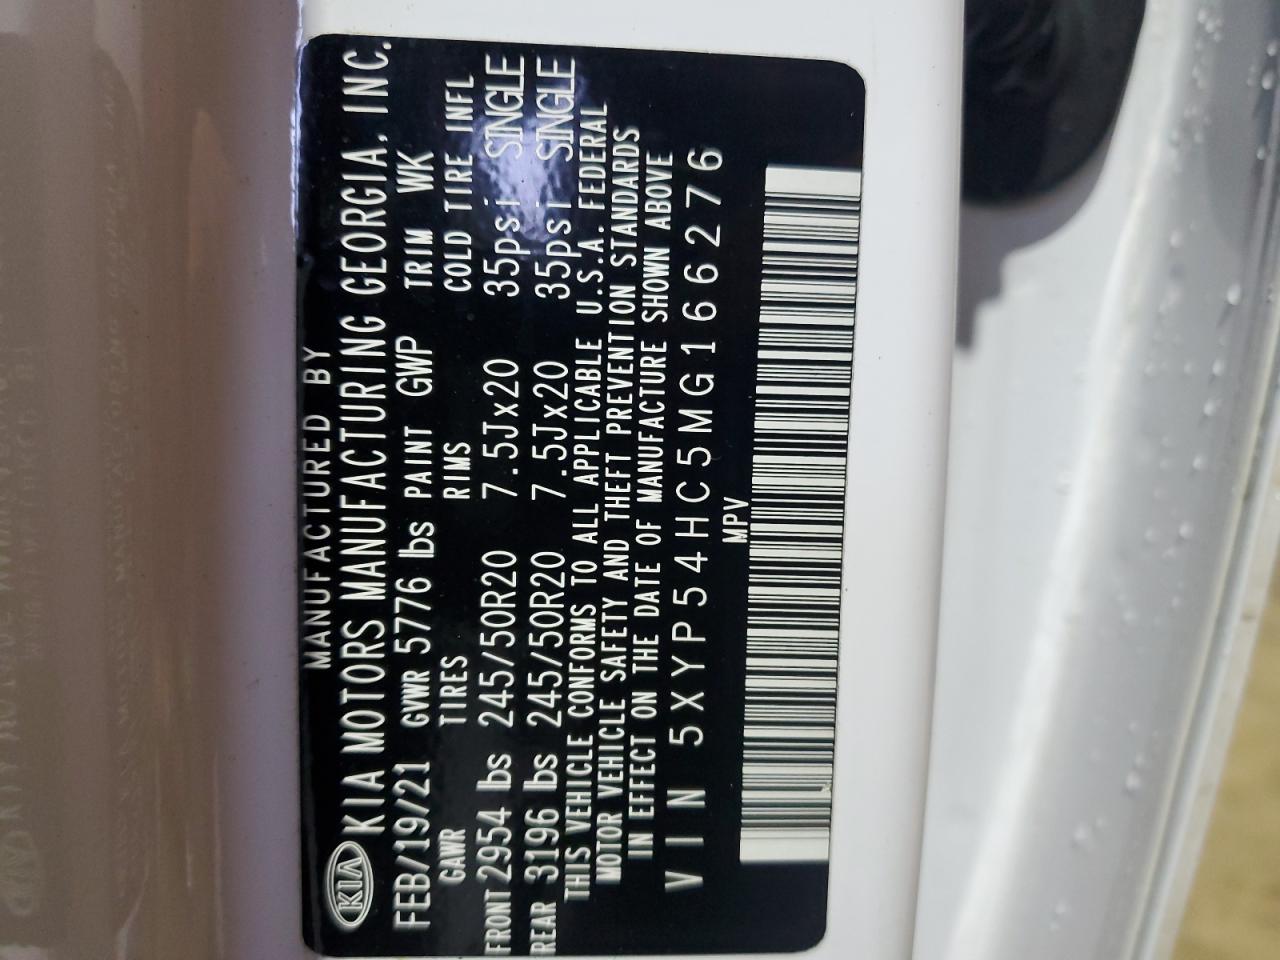 MANUFACTURED BY
KIA KIA MOTORS MANUFACTURING GEORGIA, INC.
FEB/19/21 GVWR 5776 lbs PAINT GWP TRIM WK
GAWR TIRES RIMS COLD TIRE INFL
FRONT 2954 lbs 245/50R20 7.5Jx20 35psi SINGLE
REAR 3196 lbs 245/50R20 7.5Jx20 35psi SINGLE
THIS VEHICLE CONFORMS TO ALL APPLICABLE U.S.A. FEDERAL
MOTOR VEHICLE SAFETY AND THEFT PREVENTION STANDARDS
IN EFFECT ON THE DATE OF MANUFACTURE SHOWN ABOVE
VIN 5XYP54HC5MG166276
MPV